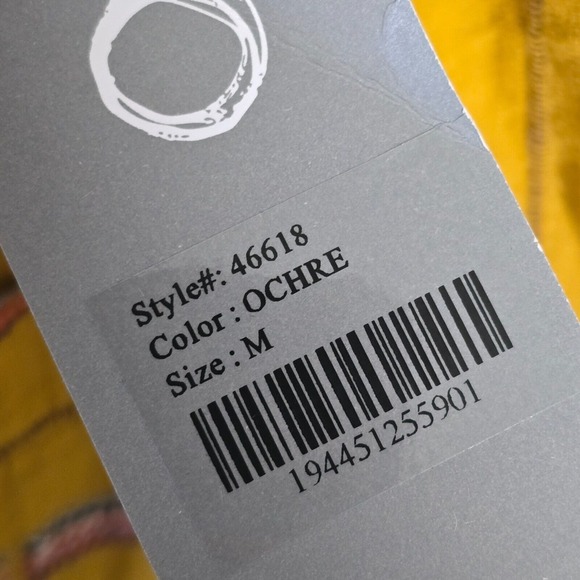 Style#: 46618
Color : OCHRE
Size : M
194451255901